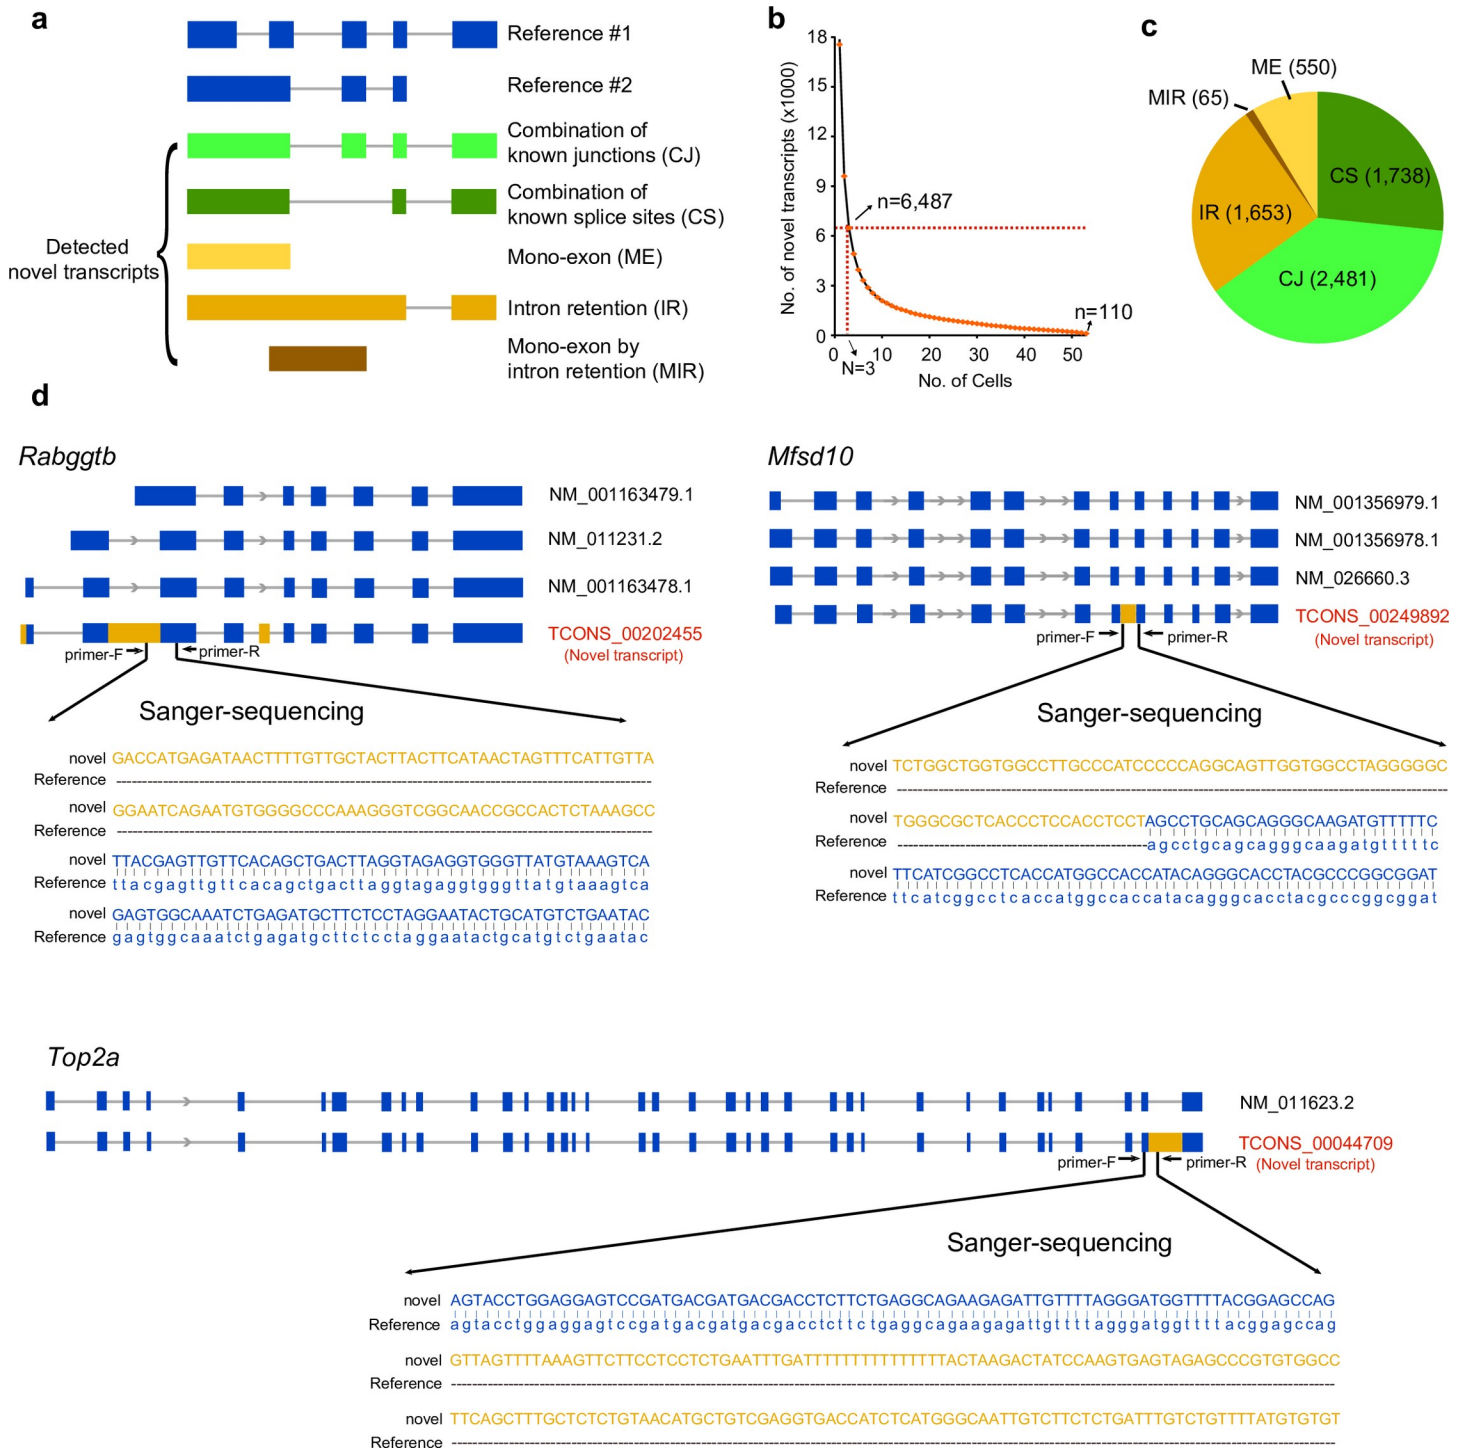 a
Reference #1
Reference #2
Combination of
known junctions (CJ)
Combination of
known splice sites (CS)
Detected
novel transcripts
Mono-exon (ME)
Intron retention (IR)
Mono-exon by
intron retention (MIR)
b
No. of novel transcripts (x1000)
18
15
12
9
6
3
0
n=6,487
n=110
0 10 20 30 40 50
N=3
No. of Cells
c
ME (550)
MIR (65)
CS (1,738)
IR (1,653)
CJ (2,481)
d
Rabggtb
NM_001163479.1
NM_011231.2
NM_001163478.1
TCONS_00202455
(Novel transcript)
primer-F
primer-R
Sanger-sequencing
novel GACCATGAGATAACTTTTGTTGCTACTTACTTCATAACTAGTTTCATTGTTA
Reference
novel GGAATCAGAATGTGGGGCCCAAAGGGTCGGCAACCGCCACTCTAAAGCC
Reference
novel TTACGAGTTGTTCACAGCTGACTTAGGTAGAGGTGGGTTATGTAAAGTCA
Reference ttacgagttgttcacagctgacttaggtagaggtgggttatgtaaagtca
novel GAGTGGCAAATCTGAGATGCTTCTCCTAGGAATACTGCATGTCTGAATAC
Reference gagtggcaaatctgagatgcttctcctaggaatactgcatgtctgaatac
Mfsd10
NM_001356979.1
NM_001356978.1
NM_026660.3
TCONS_00249892
(Novel transcript)
primer-F
primer-R
Sanger-sequencing
novel TCTGGCTGGTGGCCTTGCCCATCCCCCAGGCAGTTGGTGGCCTAGGGGGC
Reference
novel TGGGCGCTCACCCTCCACCTCCTAGCCTGCAGCAGGGCAAGATGTTTTTC
Reference agcctgcagcagggcaagatgtttttc
novel TTCATCGGCCTCACCATGGCCACCATACAGGGCACCTACGCCCGGCGGAT
Reference ttcatcggcctcaccatggccaccatacagggcacctacgcccggcggat
Top2a
NM_011623.2
TCONS_00044709
(Novel transcript)
primer-F
primer-R
Sanger-sequencing
novel AGTACCTGGAGGAGTCCGATGACGATGACGACCTCTTCTGAGGCAGAAGAGATTGTTTTAGGGATGGTTTTACGGAGCCAG
Reference agtacctggaggagtccgatgacgatgacgacctcttctgaggcagaagagattgttttagggatggttttacggagccag
novel GTTAGTTTTAAAGTTCTTCCTCCTCTGAATTTGATTTTTTTTTTTTTTTTACTAAGACTATCCAAGTGAGTAGAGCCCGTGTGGCC
Reference
novel TTCAGCTTTGCTCTCTGTAACATGCTGTCGAGGTGACCATCTCATGGGCAATTGTCTTCTCTGATTTGTCTGTTTTATGTGTGT
Reference